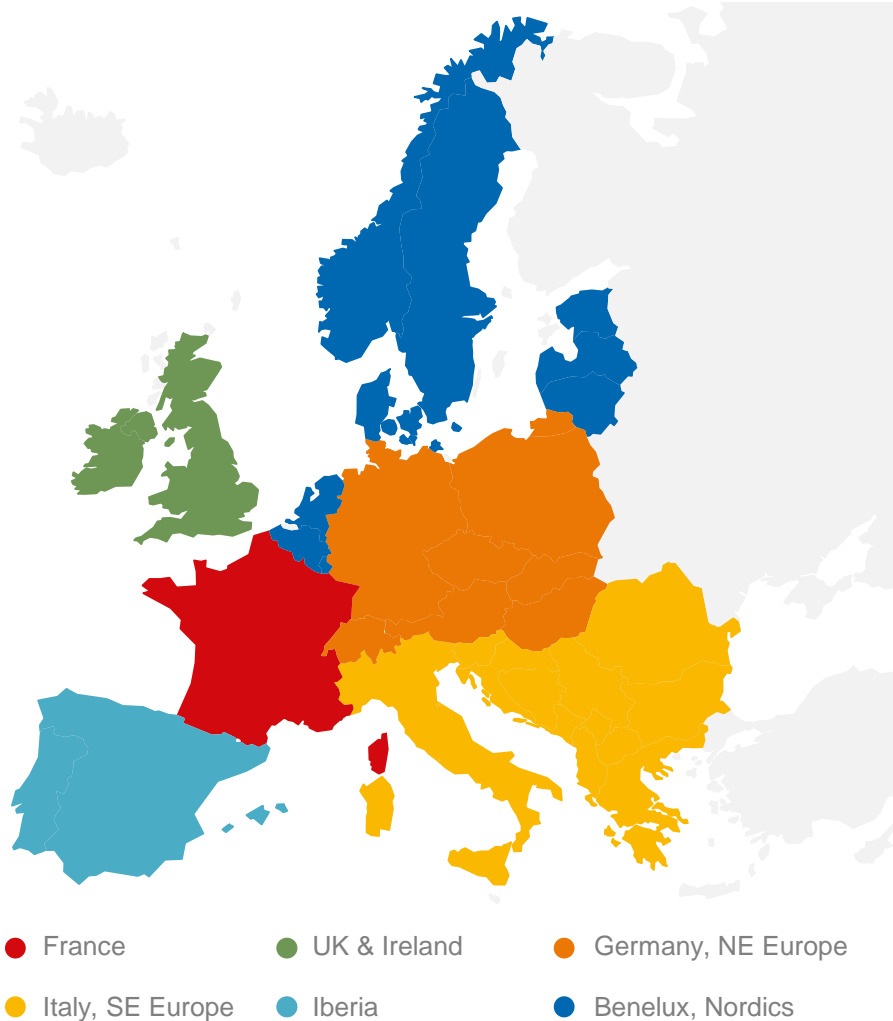 France
UK & Ireland
Germany, NE Europe
Italy, SE Europe
Iberia
Benelux, Nordics